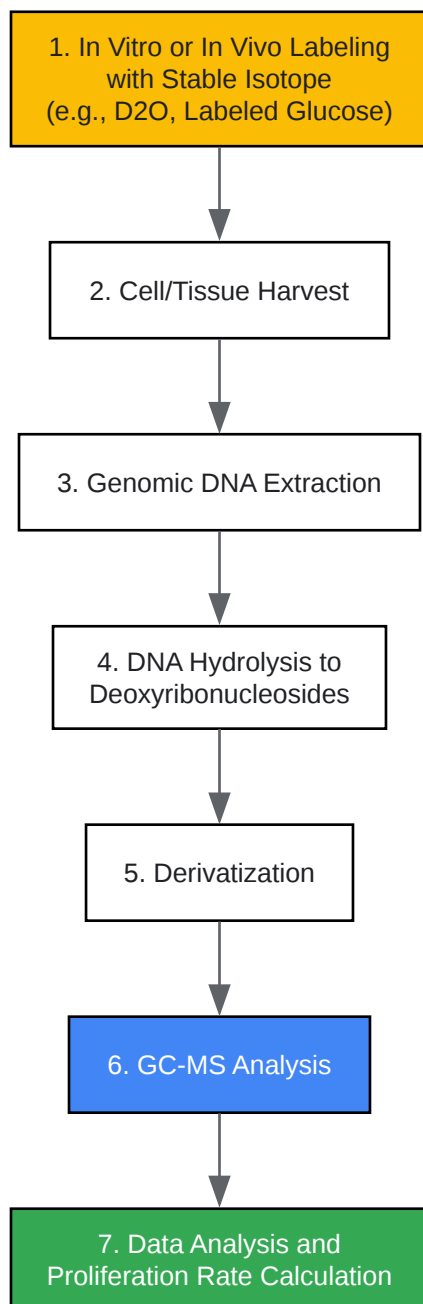 1. In Vitro or In Vivo Labeling
with Stable Isotope
(e.g., D2O, Labeled Glucose)
2. Cell/Tissue Harvest
3. Genomic DNA Extraction
4. DNA Hydrolysis to
Deoxyribonucleosides
5. Derivatization
6. GC-MS Analysis
7. Data Analysis and
Proliferation Rate Calculation